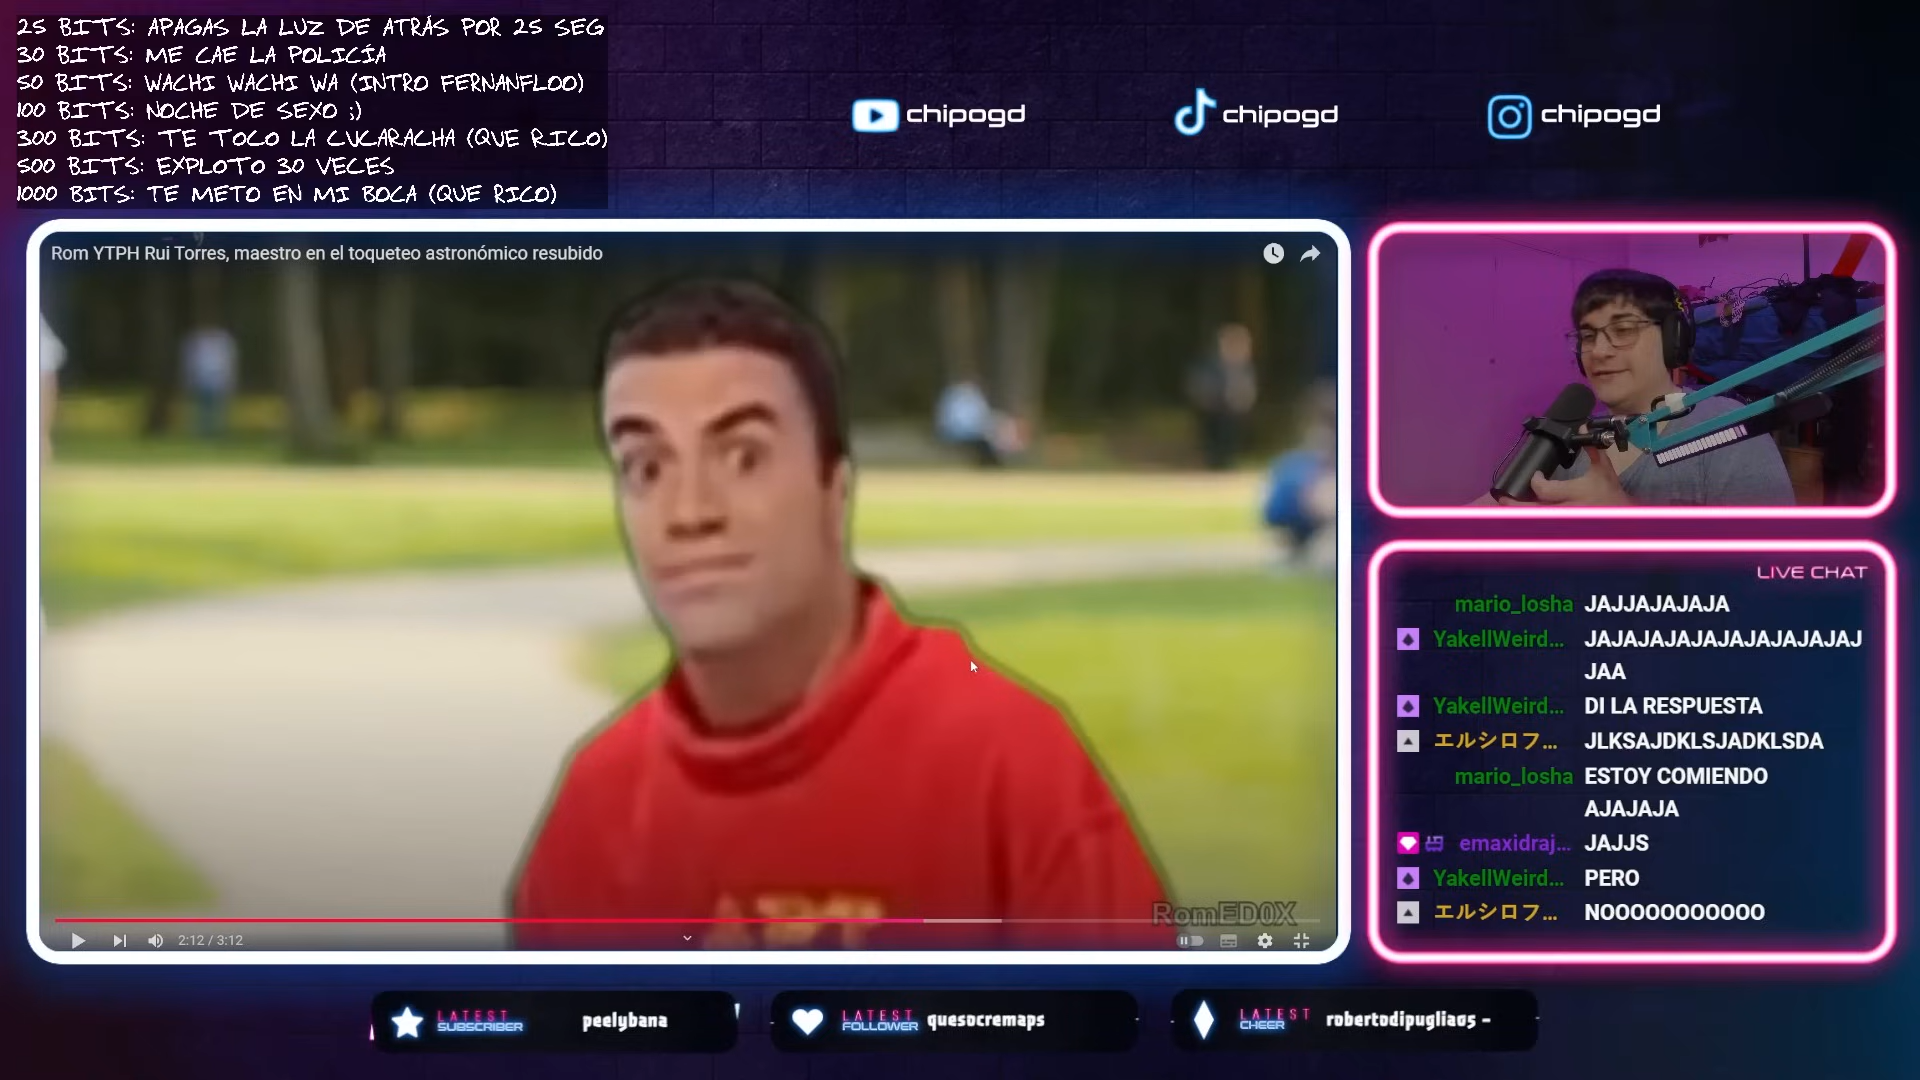 25 BITS: APAGAS LA LUZ DE ATRÁS POR 25 SEG
30 BITS: ME CAE LA POLICÍA
50 BITS: WACHI WACHI WA (INTRO FERNANFLOO)
100 BITS: NOCHE DE SEXO ;)
300 BITS: TE TOCO LA CUCARACHA (QUE RICO)
500 BITS: EXPLOTO 30 VECES
1000 BITS: TE METO EN MI BOCA (QUE RICO)
chipogd
chipogd
chipogd
Rom YTPH Rui Torres, maestro en el toqueteo astronómico resubido
RomED0X
2:12 / 3:12
LIVE CHAT
mario_losha JAJJAJAJAJA
YakellWeird... JAJAJAJAJAJAJAJAJAJAJ
JAA
YakellWeird... DI LA RESPUESTA
エルシロフ... JLKSAJDKLSJADKLSDA
mario_losha ESTOY COMIENDO
AJAJAJA
emaxidraj... JAJJS
YakellWeird... PERO
エルシロフ... NOOOOOOOOOOO
LATEST
SUBSCRIBER
peelybana
LATEST
FOLLOWER
quesocremaps
LATEST
CHEER
robertodipugliao5 -